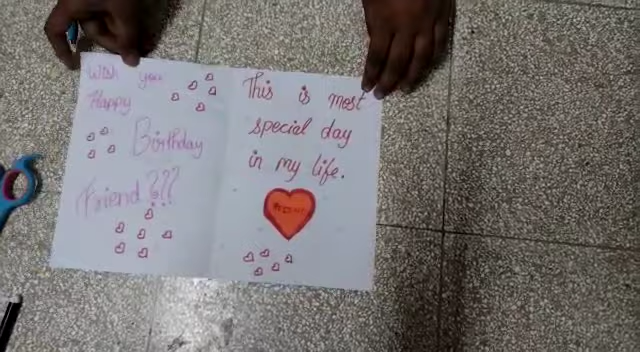 Wish you
Happy
Birthday
Friend???
This is most
special day
in my life.